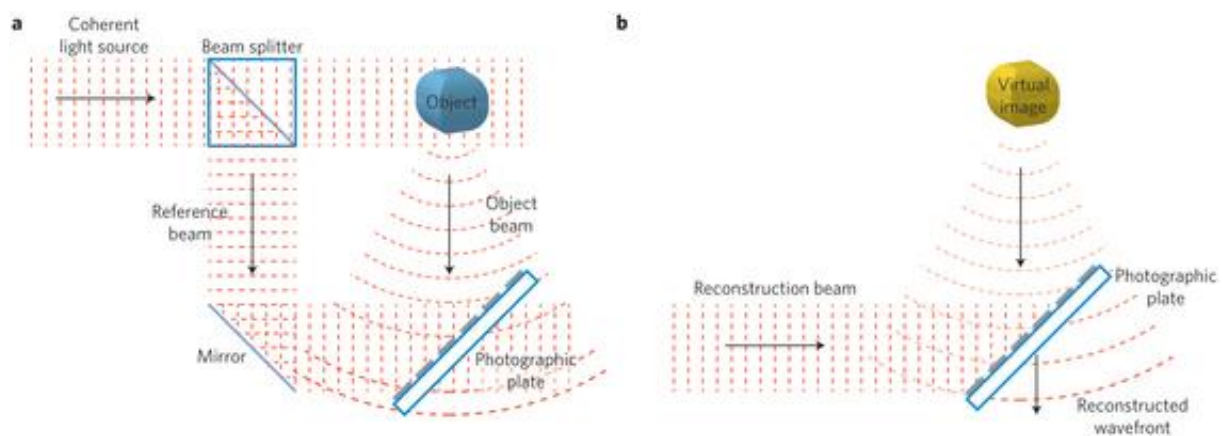 a
Coherent
light source
Beam splitter
Object
Reference
beam
Object
beam
Mirror
Photographic
plate
b
Virtual
image
Reconstruction beam
Photographic
plate
Reconstructed
wavefront